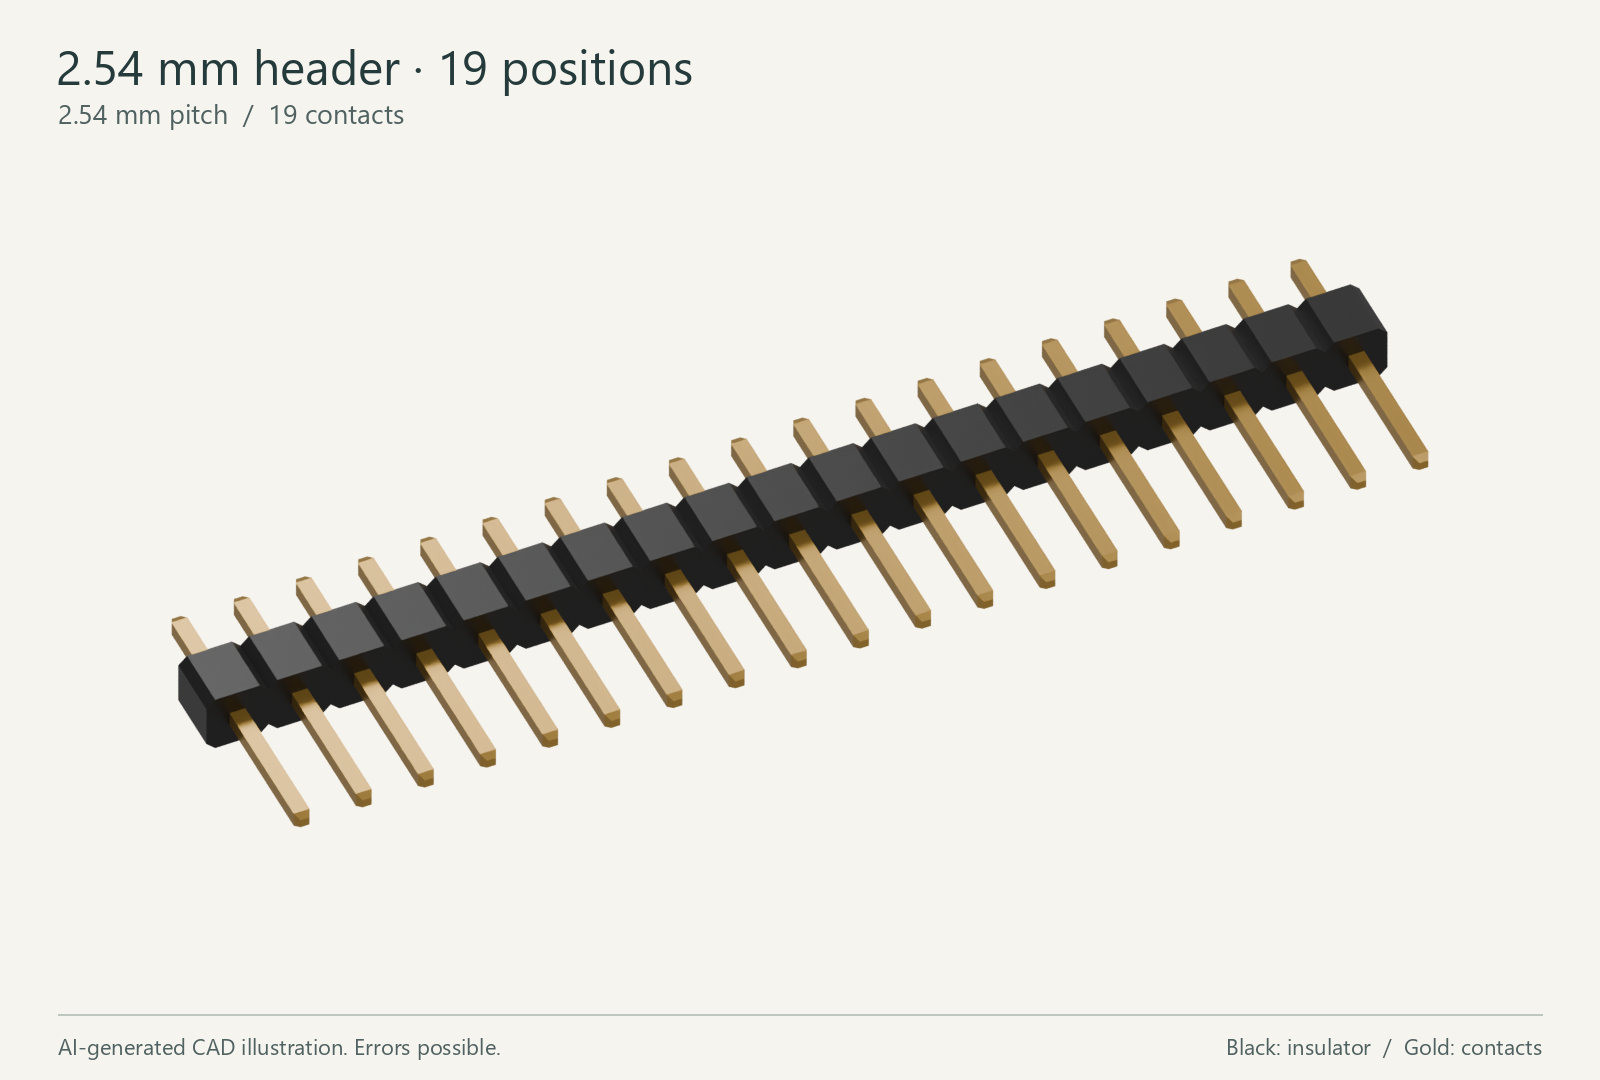 2.54 mm header · 19 positions
2.54 mm pitch / 19 contacts
AI-generated CAD illustration. Errors possible.
Black: insulator / Gold: contacts